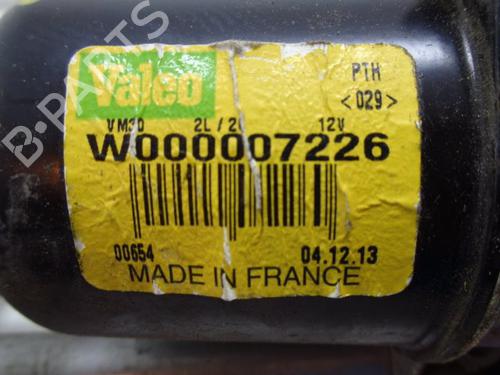 B-PARTS
Valeo
PTH
<029>
VM30 2L / 2 12V
W000007226
00654 04.12.13
MADE IN FRANCE